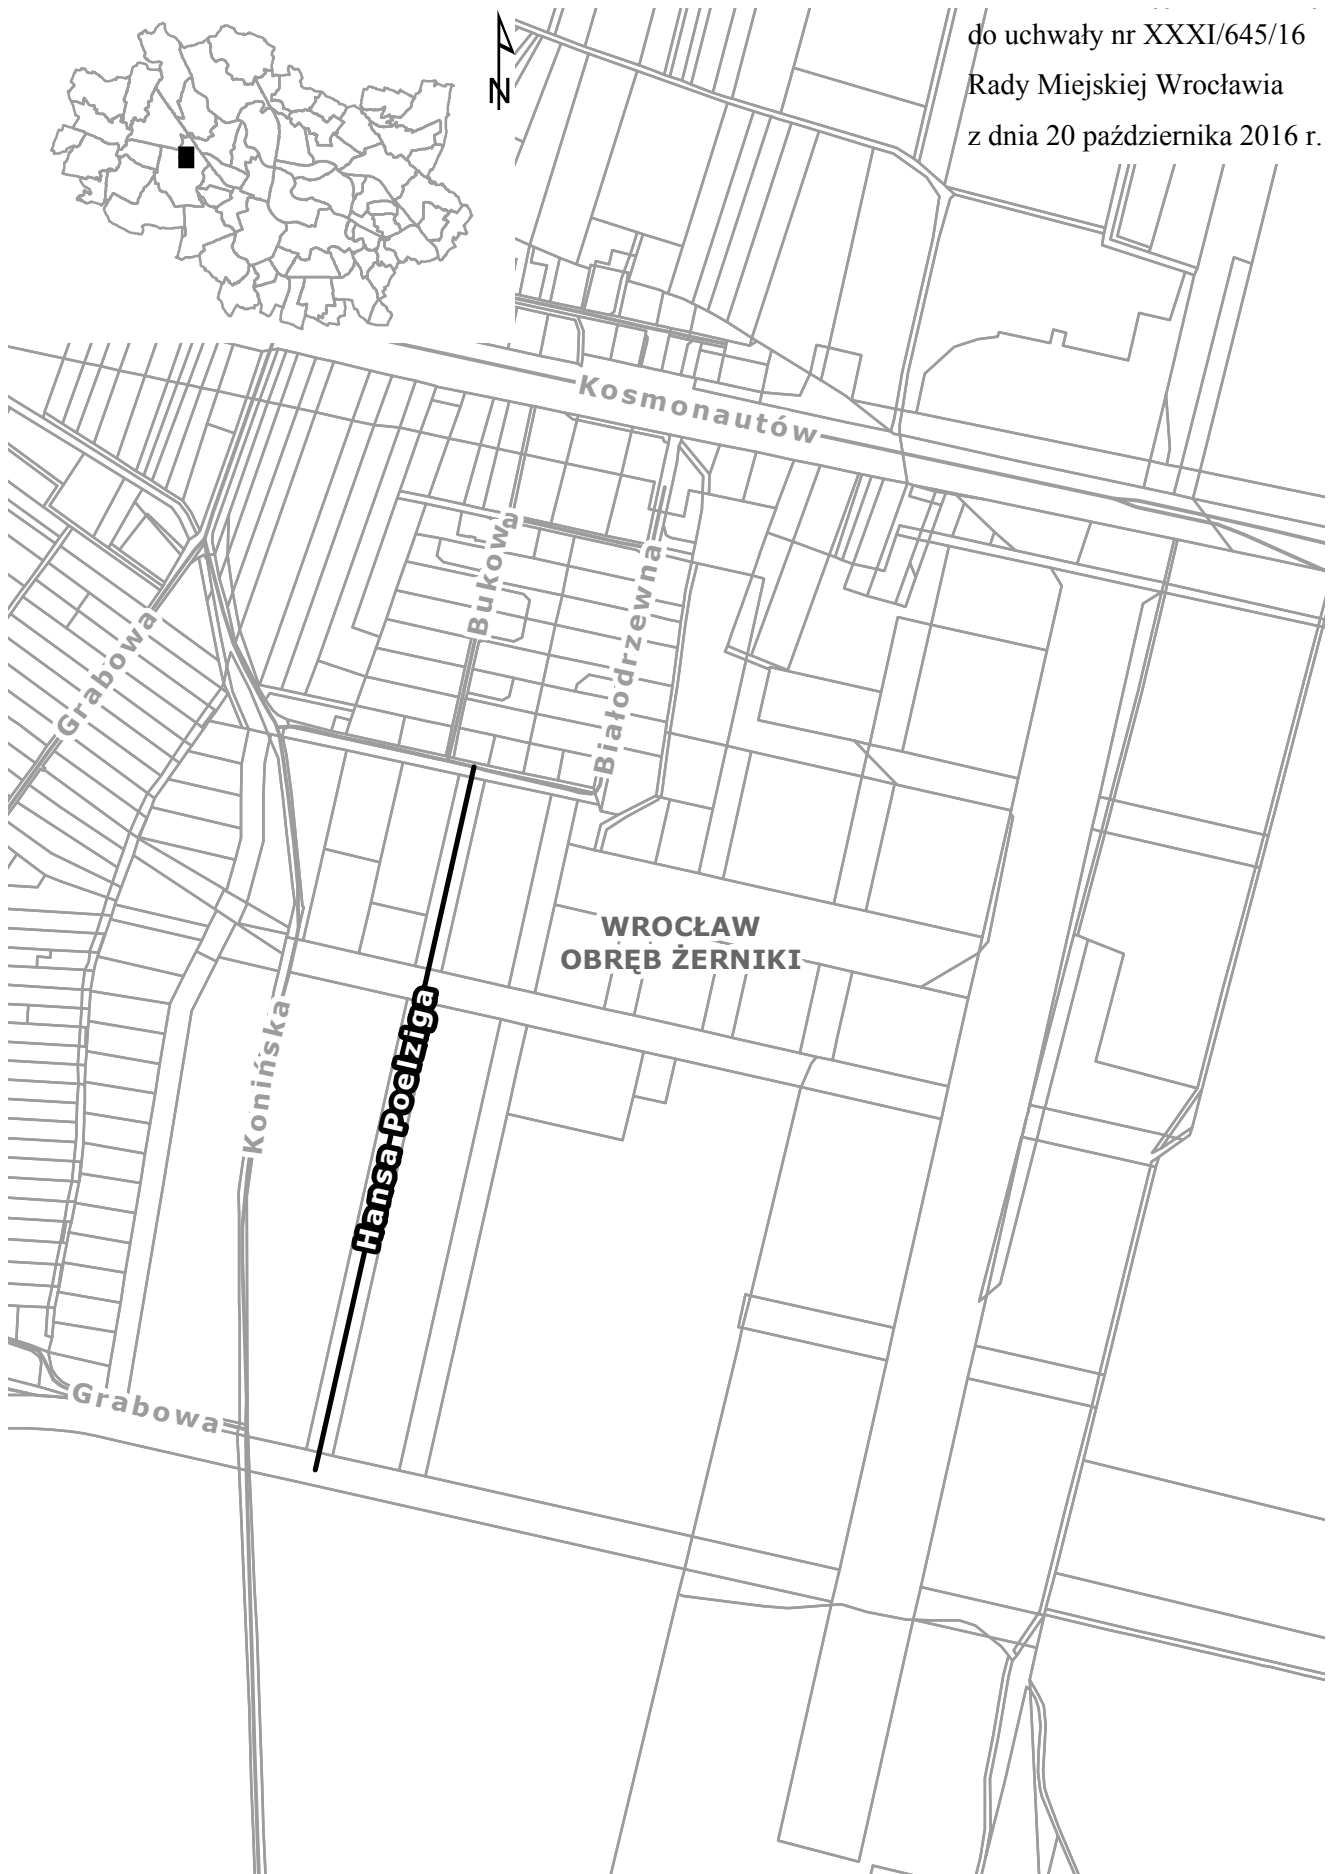 do uchwały nr XXXI/645/16
Rady Miejskiej Wrocławia
z dnia 20 października 2016 r.
N
Kosmonautów
Bukowa
Białodrzewna
Grabowa
WROCŁAW
OBRĘB ŻERNIKI
Konińska
Hansa Poelziga
Grabowa